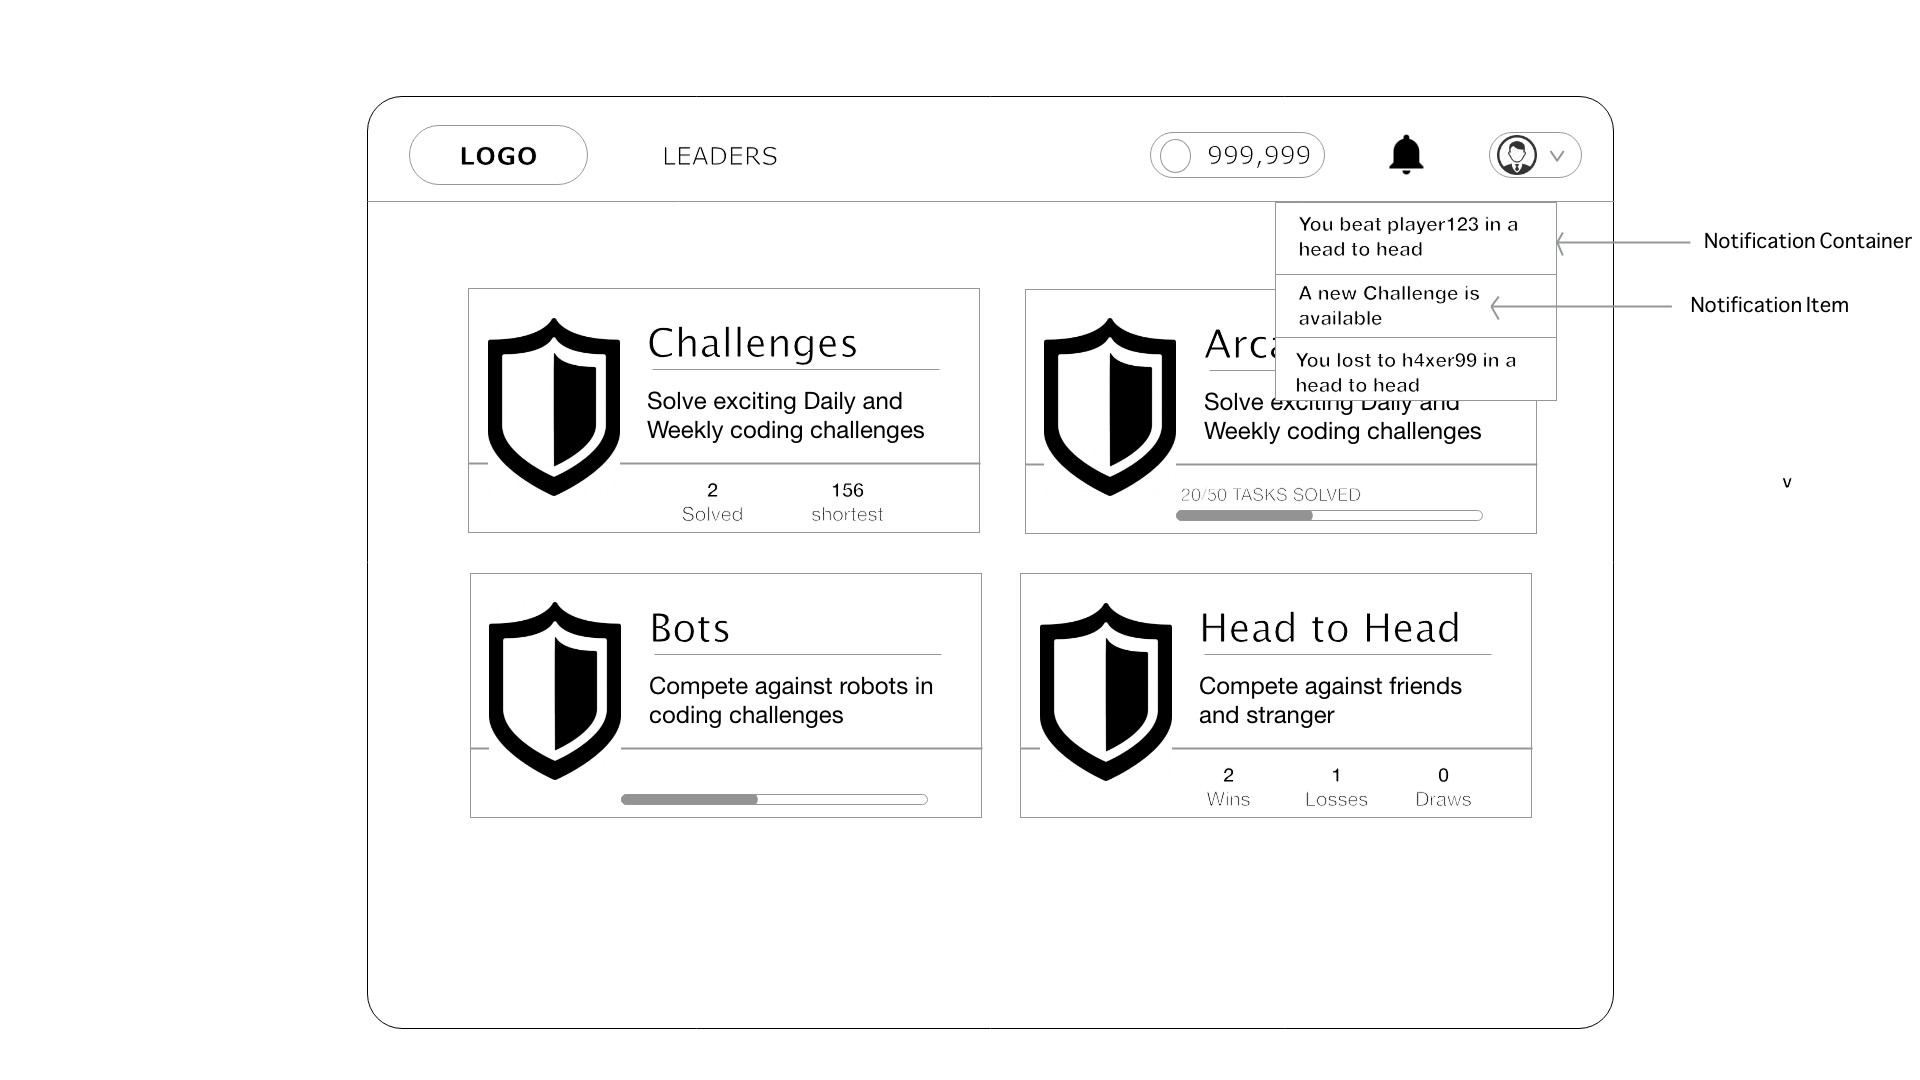 LOGO
LEADERS
999,999
You beat player123 in a
head to head
Notification Container
A new Challenge is
available
Notification Item
You lost to h4xer99 in a
head to head
Challenges
Solve exciting Daily and
Weekly coding challenges
2
Solved
156
shortest
Solve exciting Daily and
Weekly coding challenges
20/50 TASKS SOLVED
v
Bots
Compete against robots in
coding challenges
Head to Head
Compete against friends
and stranger
2
Wins
1
Losses
0
Draws